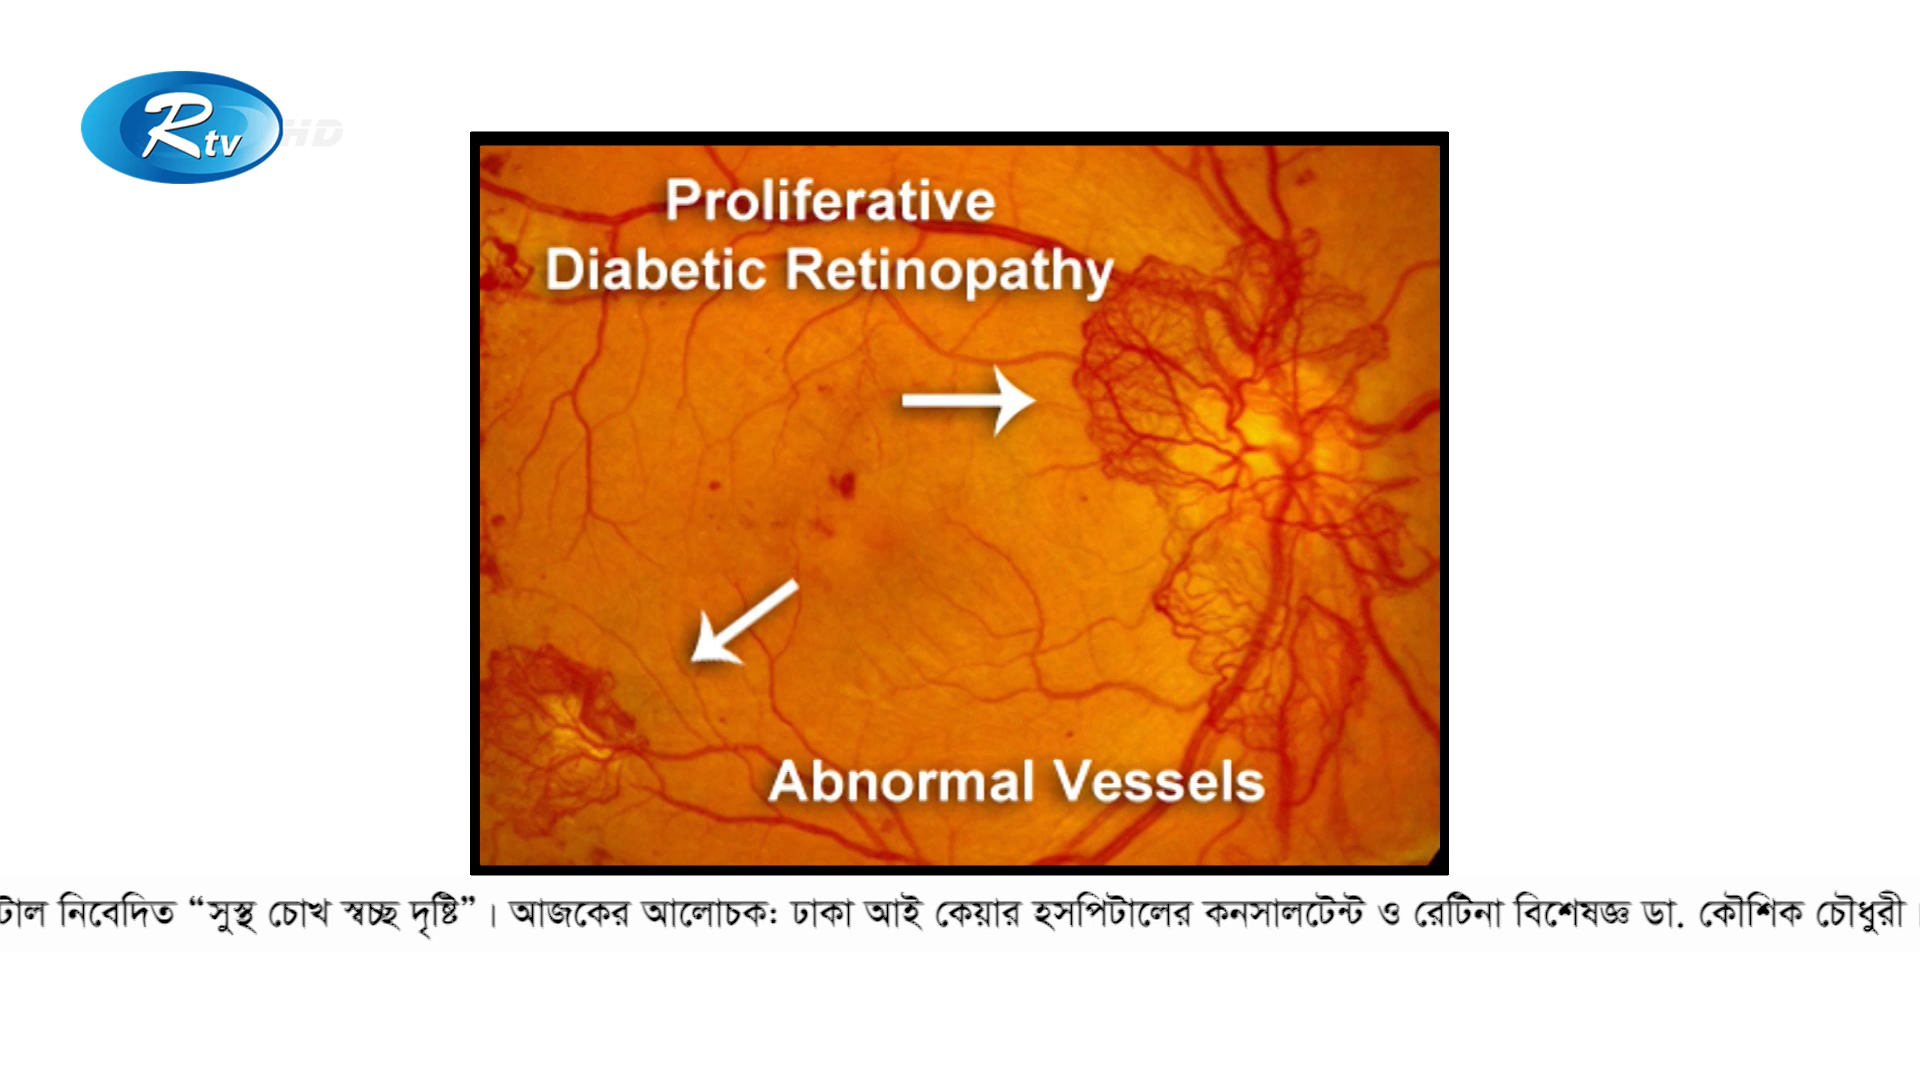 Rtv HD
Proliferative
Diabetic Retinopathy
Abnormal Vessels
নিবেদিত “সুস্থ চোখ স্বচ্ছ দৃষ্টি”। আজকের আলোচক: ঢাকা আই কেয়ার হসপিটালের কনসালটেন্ট ও রেটিনা বিশেষজ্ঞ ডা. কৌশিক চৌধুরী।